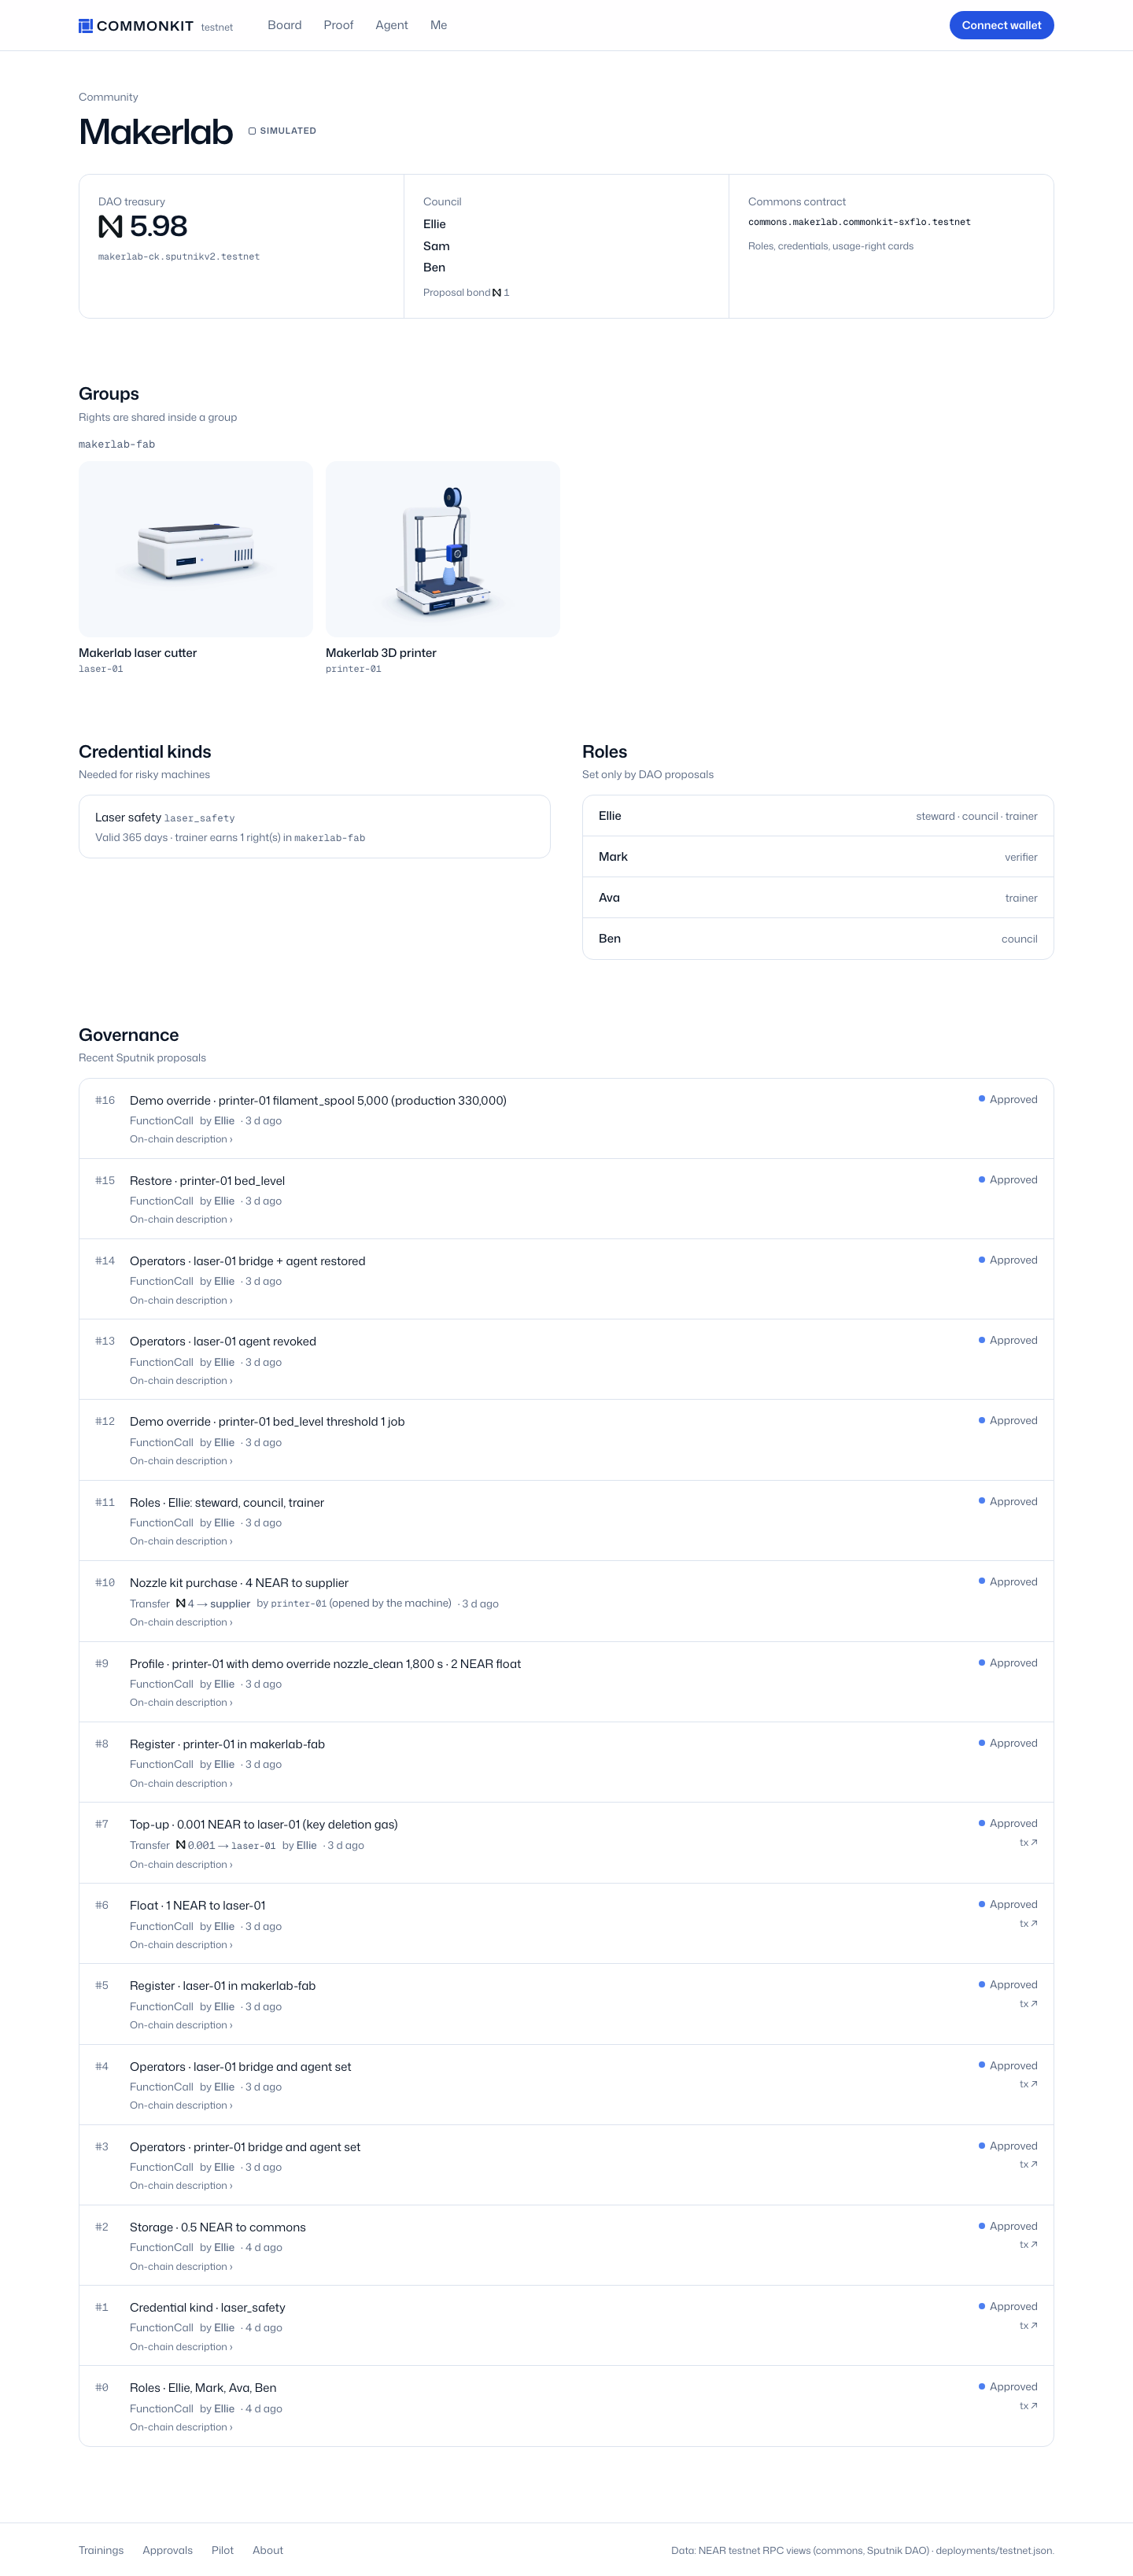 COMMONKIT testnet Board Proof Agent Me Connect wallet
Community
Makerlab SIMULATED
DAO treasury
5.98
makerlab-ck.sputnikv2.testnet
Council
Ellie
Sam
Ben
Proposal bond 1
Commons contract
commons.makerlab.commonkit-sxflo.testnet
Roles, credentials, usage-right cards
Groups
Rights are shared inside a group
makerlab-fab
Makerlab laser cutter
laser-01
Makerlab 3D printer
printer-01
Credential kinds
Needed for risky machines
Laser safety laser_safety
Valid 365 days · trainer earns 1 right(s) in makerlab-fab
Roles
Set only by DAO proposals
Ellie steward · council · trainer
Mark verifier
Ava trainer
Ben council
Governance
Recent Sputnik proposals
#16 Demo override · printer-01 filament_spool 5,000 (production 330,000) Approved
FunctionCall by Ellie · 3 d ago
On-chain description ›
#15 Restore · printer-01 bed_level Approved
FunctionCall by Ellie · 3 d ago
On-chain description ›
#14 Operators · laser-01 bridge + agent restored Approved
FunctionCall by Ellie · 3 d ago
On-chain description ›
#13 Operators · laser-01 agent revoked Approved
FunctionCall by Ellie · 3 d ago
On-chain description ›
#12 Demo override · printer-01 bed_level threshold 1 job Approved
FunctionCall by Ellie · 3 d ago
On-chain description ›
#11 Roles · Ellie: steward, council, trainer Approved
FunctionCall by Ellie · 3 d ago
On-chain description ›
#10 Nozzle kit purchase · 4 NEAR to supplier Approved
Transfer 4 → supplier by printer-01 (opened by the machine) · 3 d ago
On-chain description ›
#9 Profile · printer-01 with demo override nozzle_clean 1,800 s · 2 NEAR float Approved
FunctionCall by Ellie · 3 d ago
On-chain description ›
#8 Register · printer-01 in makerlab-fab Approved
FunctionCall by Ellie · 3 d ago
On-chain description ›
#7 Top-up · 0.001 NEAR to laser-01 (key deletion gas) Approved
Transfer 0.001 → laser-01 by Ellie · 3 d ago tx ↗
On-chain description ›
#6 Float · 1 NEAR to laser-01 Approved
FunctionCall by Ellie · 3 d ago tx ↗
On-chain description ›
#5 Register · laser-01 in makerlab-fab Approved
FunctionCall by Ellie · 3 d ago tx ↗
On-chain description ›
#4 Operators · laser-01 bridge and agent set Approved
FunctionCall by Ellie · 3 d ago tx ↗
On-chain description ›
#3 Operators · printer-01 bridge and agent set Approved
FunctionCall by Ellie · 3 d ago tx ↗
On-chain description ›
#2 Storage · 0.5 NEAR to commons Approved
FunctionCall by Ellie · 4 d ago tx ↗
On-chain description ›
#1 Credential kind · laser_safety Approved
FunctionCall by Ellie · 4 d ago tx ↗
On-chain description ›
#0 Roles · Ellie, Mark, Ava, Ben Approved
FunctionCall by Ellie · 4 d ago tx ↗
On-chain description ›
Trainings Approvals Pilot About Data: NEAR testnet RPC views (commons, Sputnik DAO) · deployments/testnet.json.